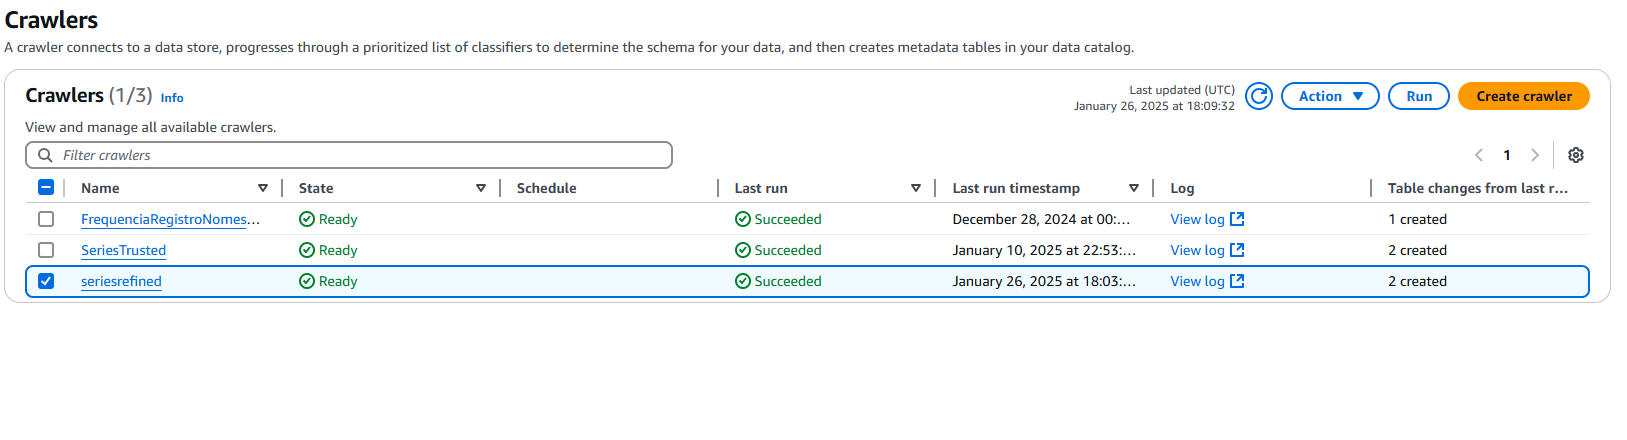 Crawlers
A crawler connects to a data store, progresses through a prioritized list of classifiers to determine the schema for your data, and then creates metadata tables in your data catalog.
Crawlers (1/3) Info
Last updated (UTC)
January 26, 2025 at 18:09:32
Action
Run
Create crawler
View and manage all available crawlers.
Filter crawlers
1
Name State Schedule Last run Last run timestamp Log Table changes from last r...
FrequenciaRegistroNomes... Ready Succeeded December 28, 2024 at 00:... View log 1 created
SeriesTrusted Ready Succeeded January 10, 2025 at 22:53:... View log 2 created
seriesrefined Ready Succeeded January 26, 2025 at 18:03:... View log 2 created